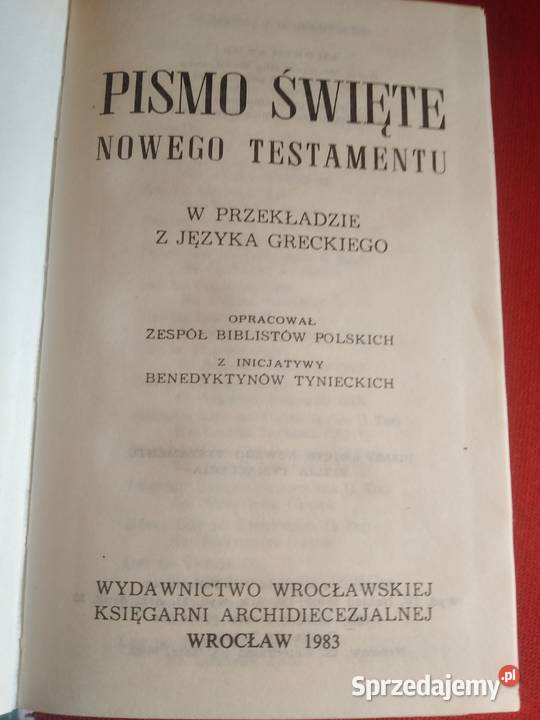 PISMO ŚWIĘTE
NOWEGO TESTAMENTU
W PRZEKŁADZIE
Z JĘZYKA GRECKIEGO
OPRACOWAŁ
ZESPÓŁ BIBLISTÓW POLSKICH
Z INICJATYWY
BENEDYKTYNÓW TYNIECKICH
WYDAWNICTWO WROCŁAWSKIEJ
KSIĘGARNI ARCHIDIECEZJALNEJ
WROCŁAW 1983
Sprzedajemy.pl